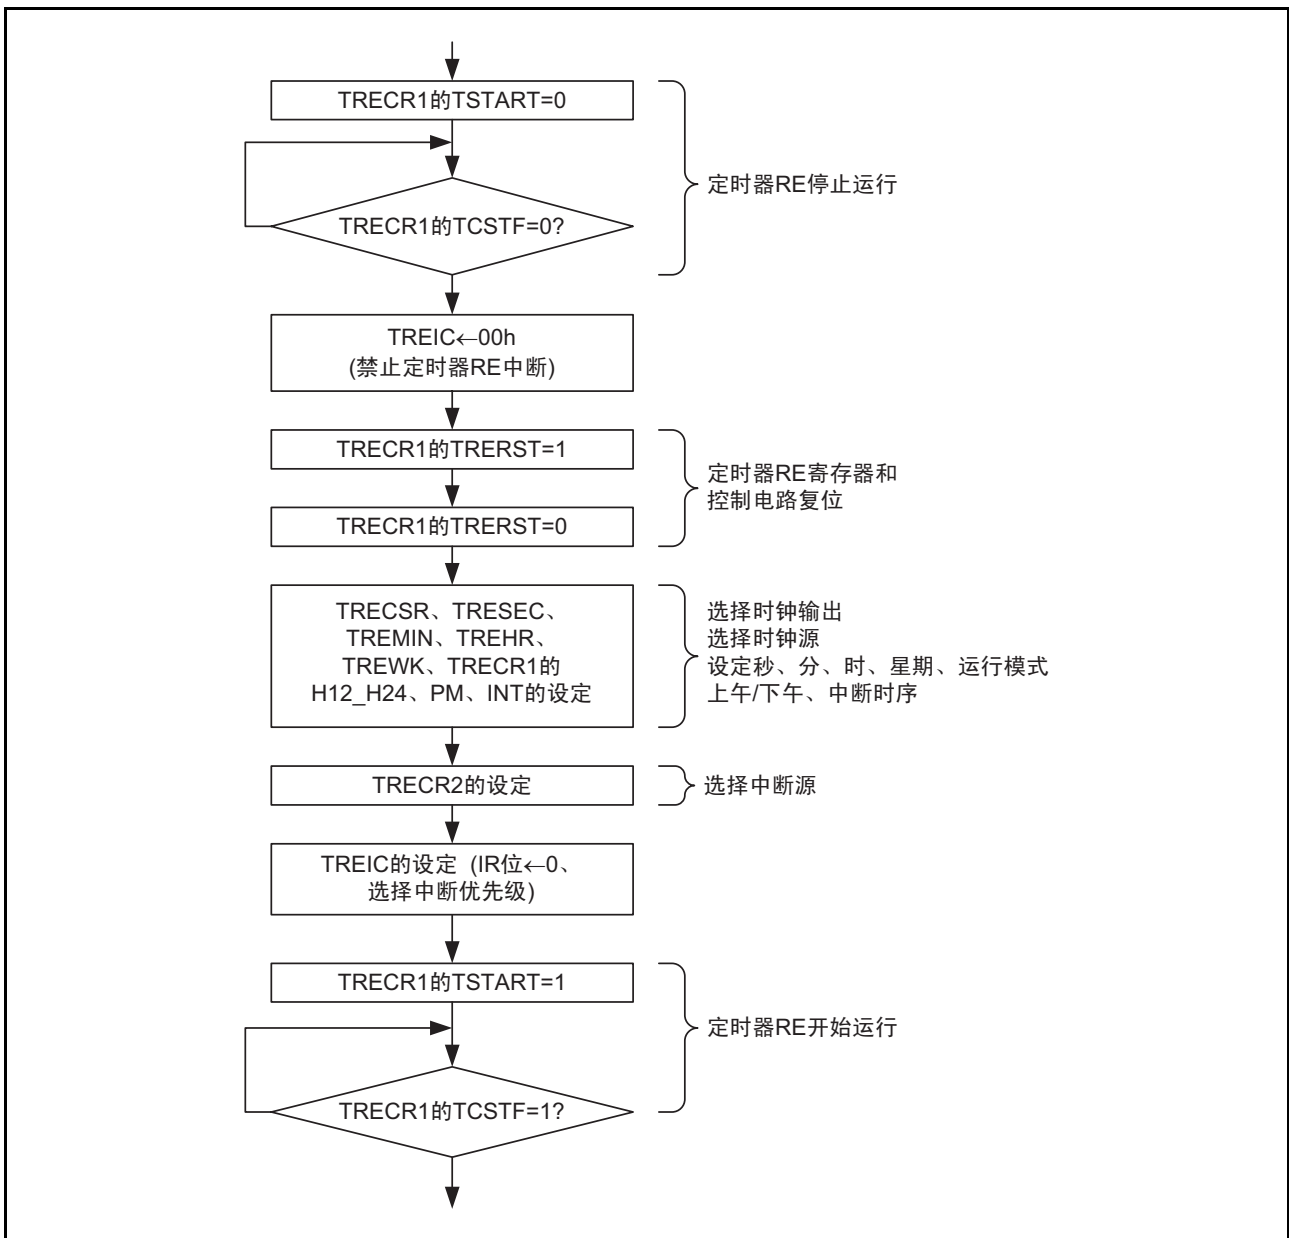 TRECR1的TSTART=0
TRECR1的TCSTF=0?
定时器RE停止运行
TREIC←00h
(禁止定时器RE中断)
TRECR1的TRERST=1
TRECR1的TRERST=0
定时器RE寄存器和
控制电路复位
TRECSR、TRESEC、
TREMIN、TREHR、
TREWK、TRECR1的
H12_H24、PM、INT的设定
选择时钟输出
选择时钟源
设定秒、分、时、星期、运行模式
上午/下午、中断时序
TRECR2的设定
选择中断源
TREIC的设定 (IR位←0、
选择中断优先级)
TRECR1的TSTART=1
TRECR1的TCSTF=1?
定时器RE开始运行